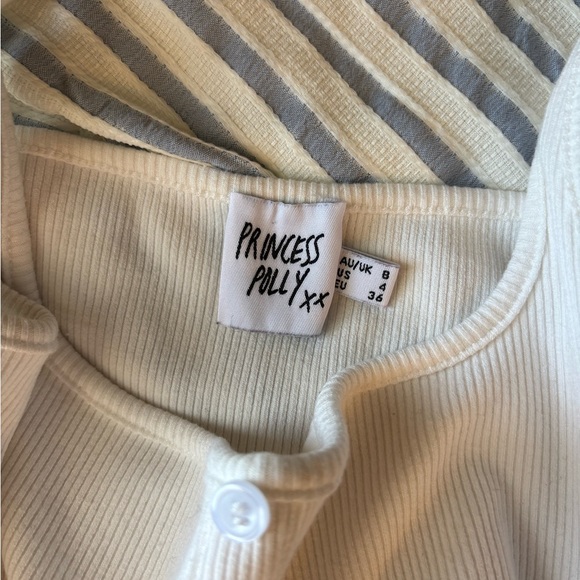 PRINCESS
POLLY xx
AU/UK 8
US 4
EU 36